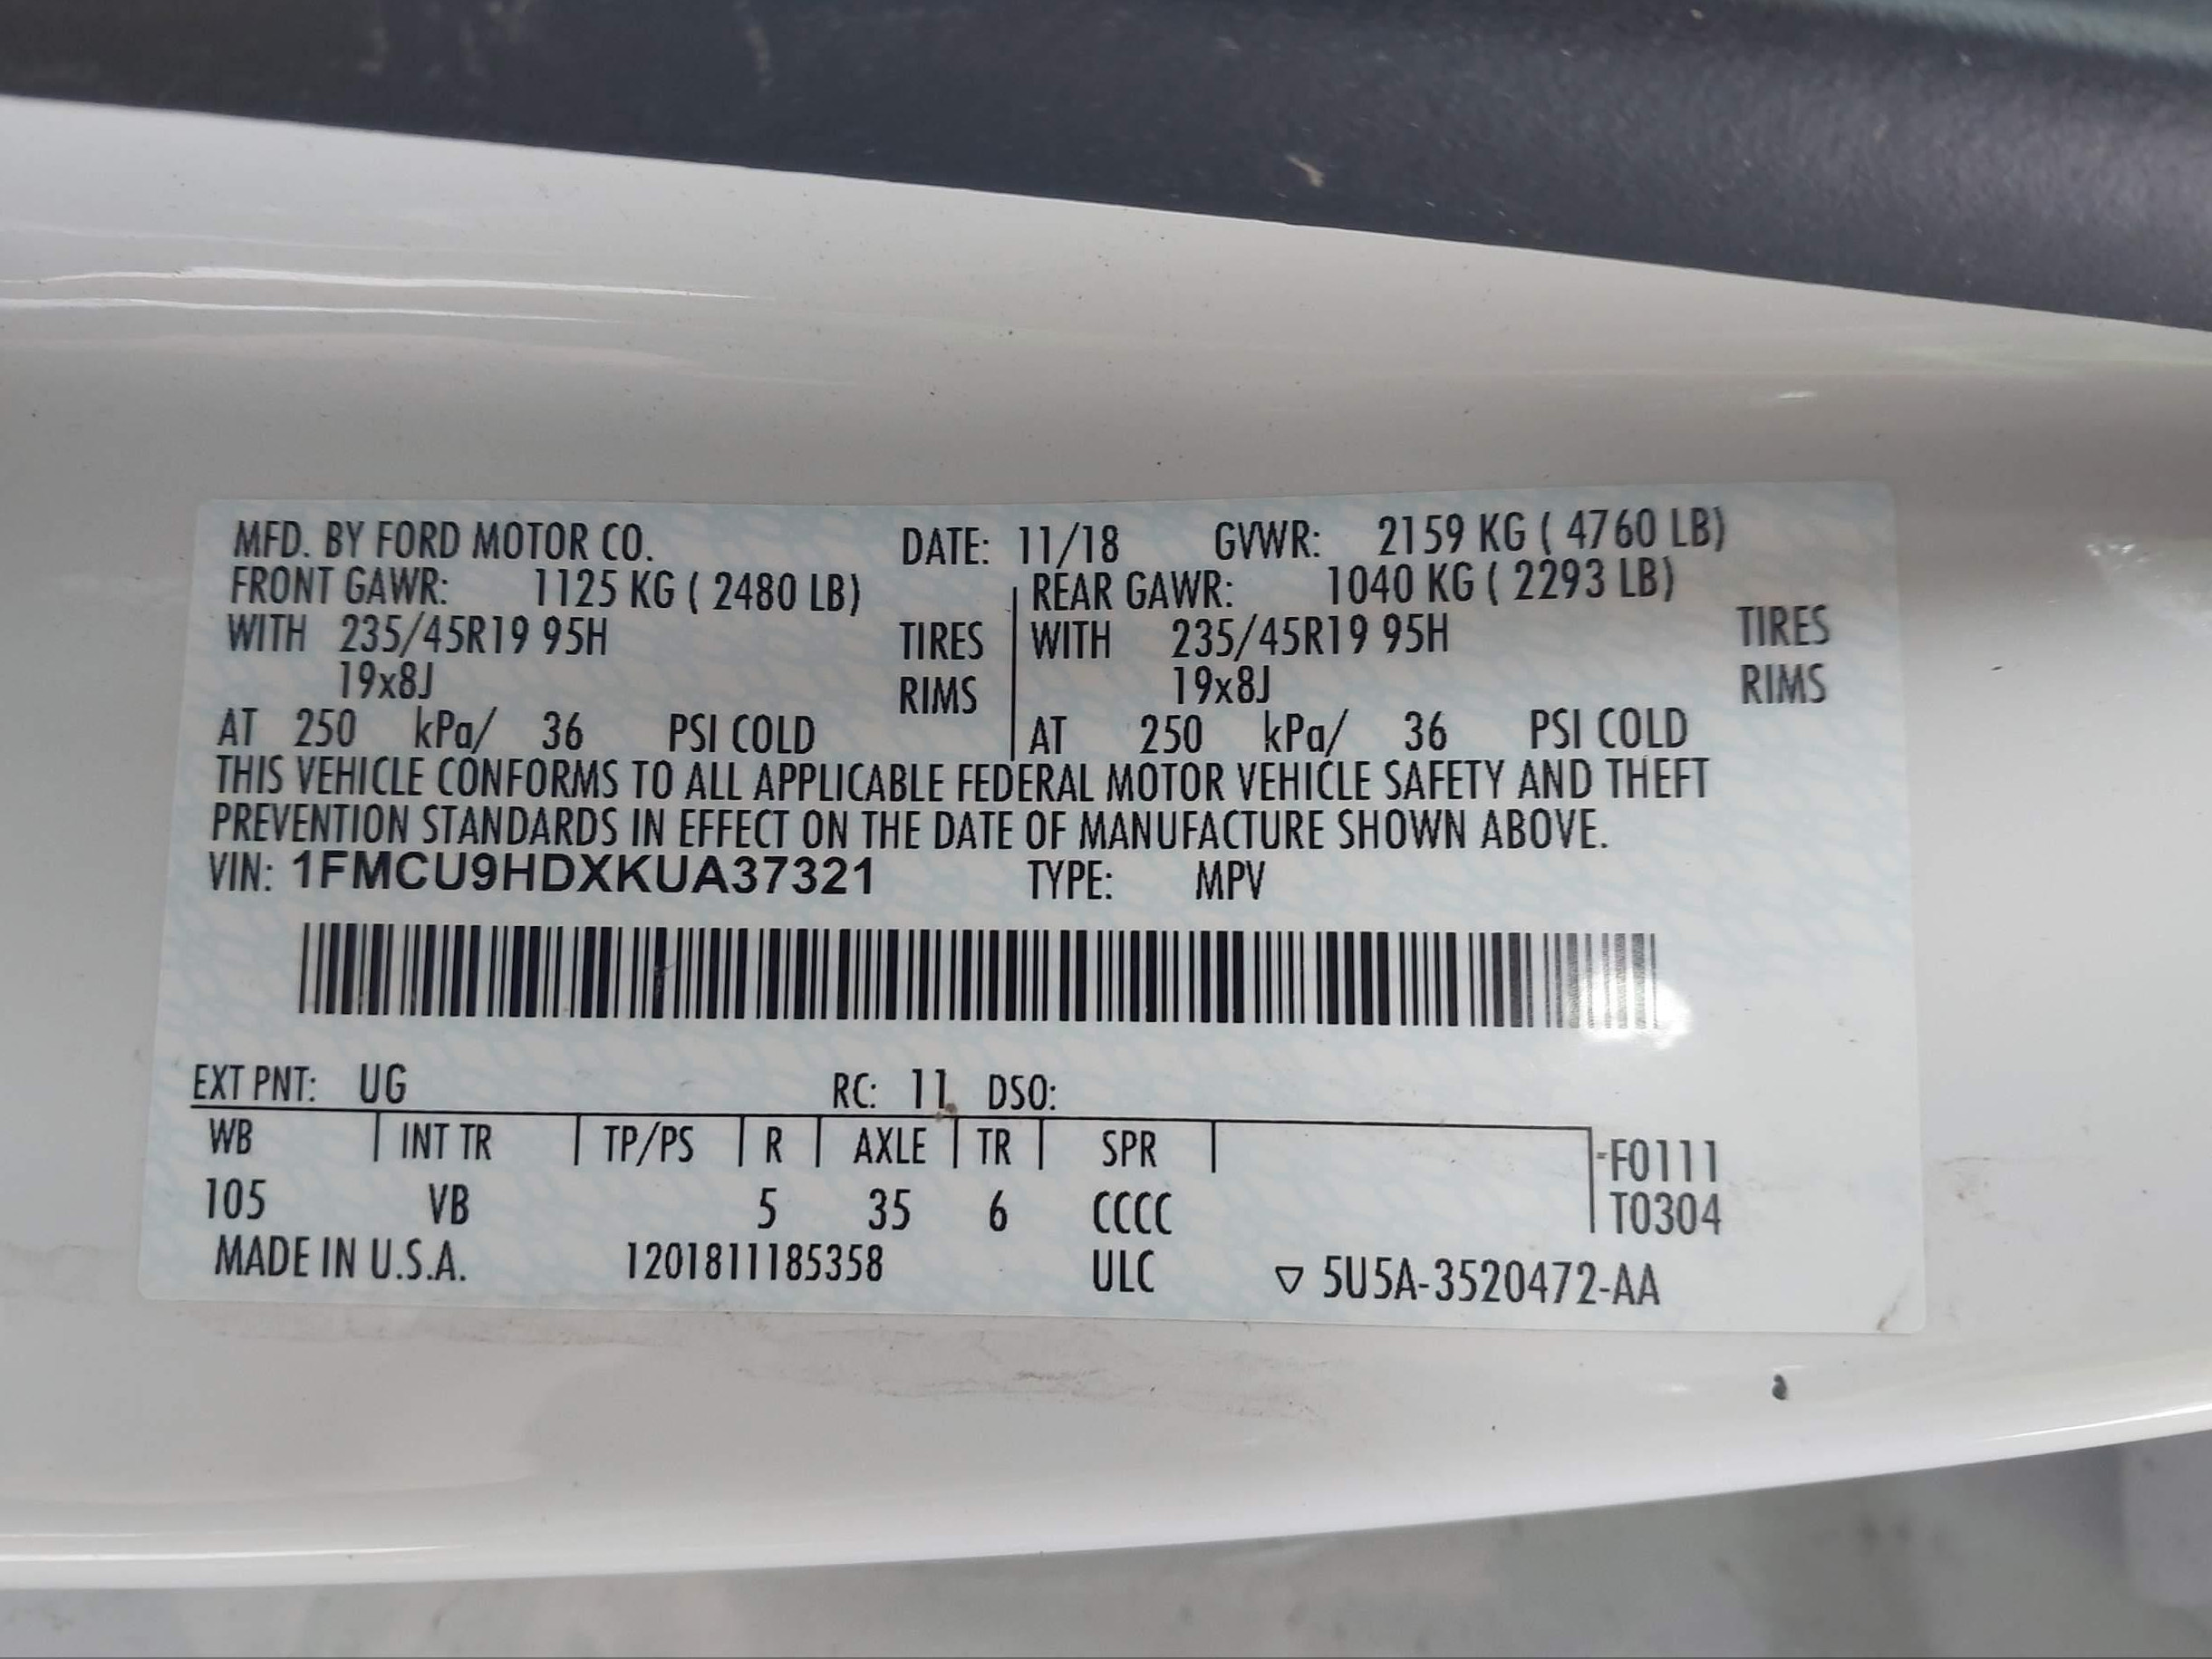 MFD. BY FORD MOTOR CO. DATE: 11/18 GVWR: 2159 KG ( 4760 LB)
FRONT GAWR: 1125 KG ( 2480 LB) REAR GAWR: 1040 KG ( 2293 LB)
WITH 235/45R19 95H TIRES WITH 235/45R19 95H TIRES
19x8J RIMS 19x8J RIMS
AT 250 kPa/ 36 PSI COLD AT 250 kPa/ 36 PSI COLD
THIS VEHICLE CONFORMS TO ALL APPLICABLE FEDERAL MOTOR VEHICLE SAFETY AND THEFT
PREVENTION STANDARDS IN EFFECT ON THE DATE OF MANUFACTURE SHOWN ABOVE.
VIN: 1FMCU9HDXKUA37321 TYPE: MPV
EXT PNT: UG RC: 11 DSO:
WB INT TR TP/PS R AXLE TR SPR F0111
105 VB 5 35 6 CCCC T0304
MADE IN U.S.A. 1201811185358 ULC ▽ 5U5A-3520472-AA